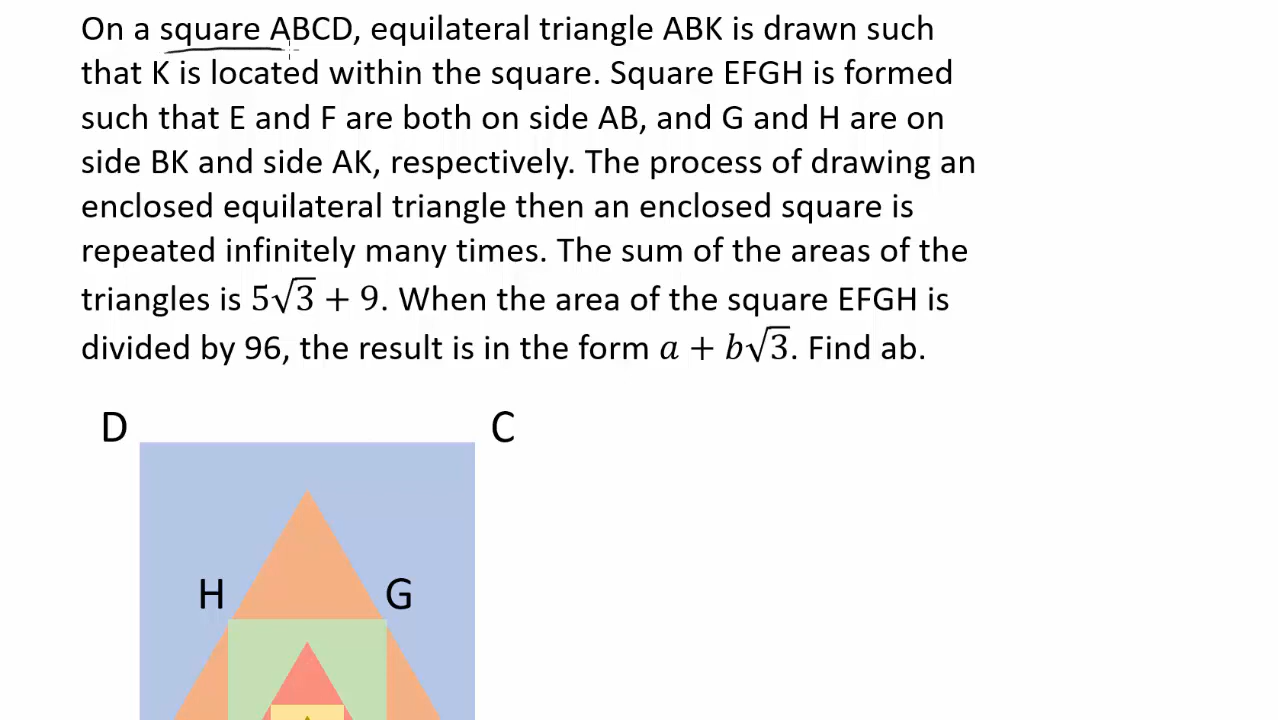 On a square ABCD, equilateral triangle ABK is drawn such
that K is located within the square. Square EFGH is formed
such that E and F are both on side AB, and G and H are on
side BK and side AK, respectively. The process of drawing an
enclosed equilateral triangle then an enclosed square is
repeated infinitely many times. The sum of the areas of the
triangles is 5√3 + 9. When the area of the square EFGH is
divided by 96, the result is in the form a + b√3. Find ab.
D C
H G